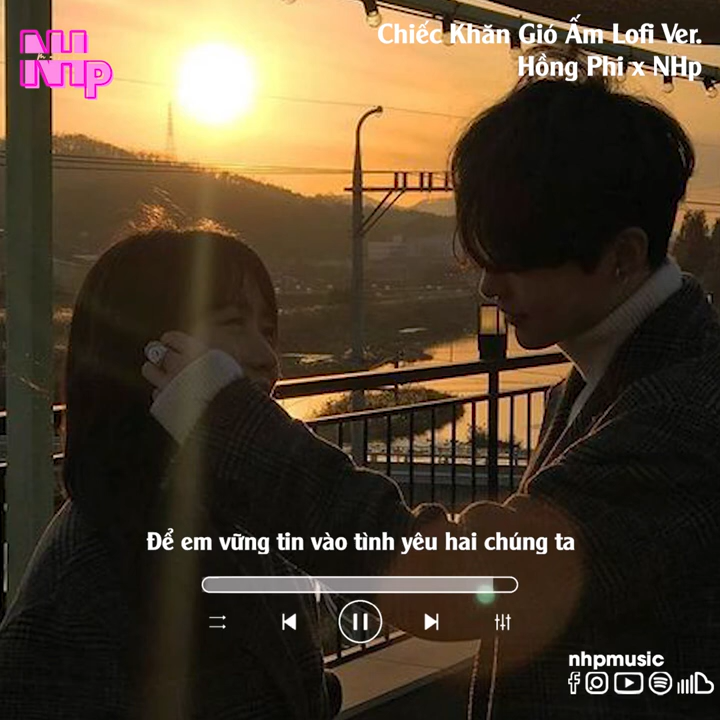 NH
NHp
Chiếc Khăn Gió Ấm Lofi Ver.
Hồng Phi x NHp
Để em vững tin vào tình yêu hai chúng ta
nhpmusic